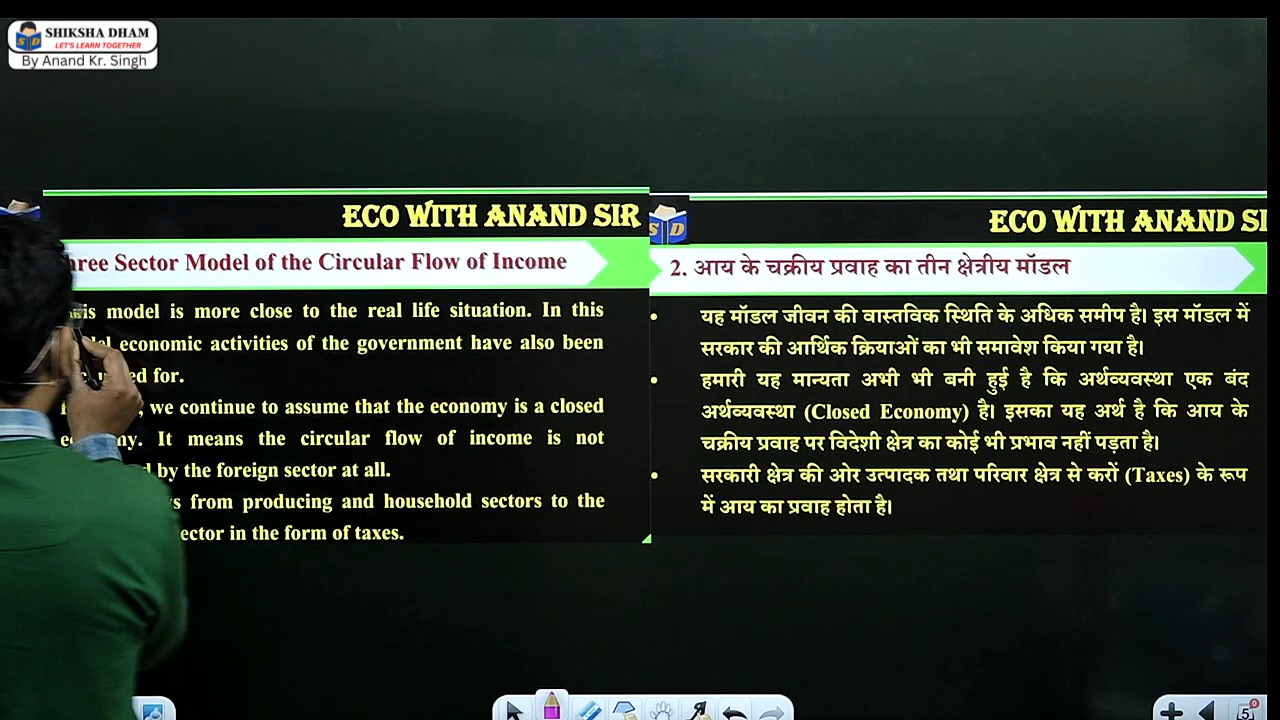 SHIKSHA DHAM
LET'S LEARN TOGETHER
By Anand Kr. Singh
ECO WITH ANAND SIR
Sector Model of the Circular Flow of Income
model is more close to the real life situation. In this
economic activities of the government have also been
for.
we continue to assume that the economy is a closed
It means the circular flow of income is not
by the foreign sector at all.
from producing and household sectors to the
in the form of taxes.
S D
ECO WITH ANAND
2. आय के चक्रीय प्रवाह का तीन क्षेत्रीय मॉडल
• यह मॉडल जीवन की वास्तविक स्थिति के अधिक समीप है। इस मॉडल में
सरकार की आर्थिक क्रियाओं का भी समावेश किया गया है।
• हमारी यह मान्यता अभी भी बनी हुई है कि अर्थव्यवस्था एक बंद
अर्थव्यवस्था (Closed Economy) है। इसका यह अर्थ है कि आय के
चक्रीय प्रवाह पर विदेशी क्षेत्र का कोई भी प्रभाव नहीं पड़ता है।
• सरकारी क्षेत्र की ओर उत्पादक तथा परिवार क्षेत्र से करों (Taxes) के रूप
में आय का प्रवाह होता है।
5
0